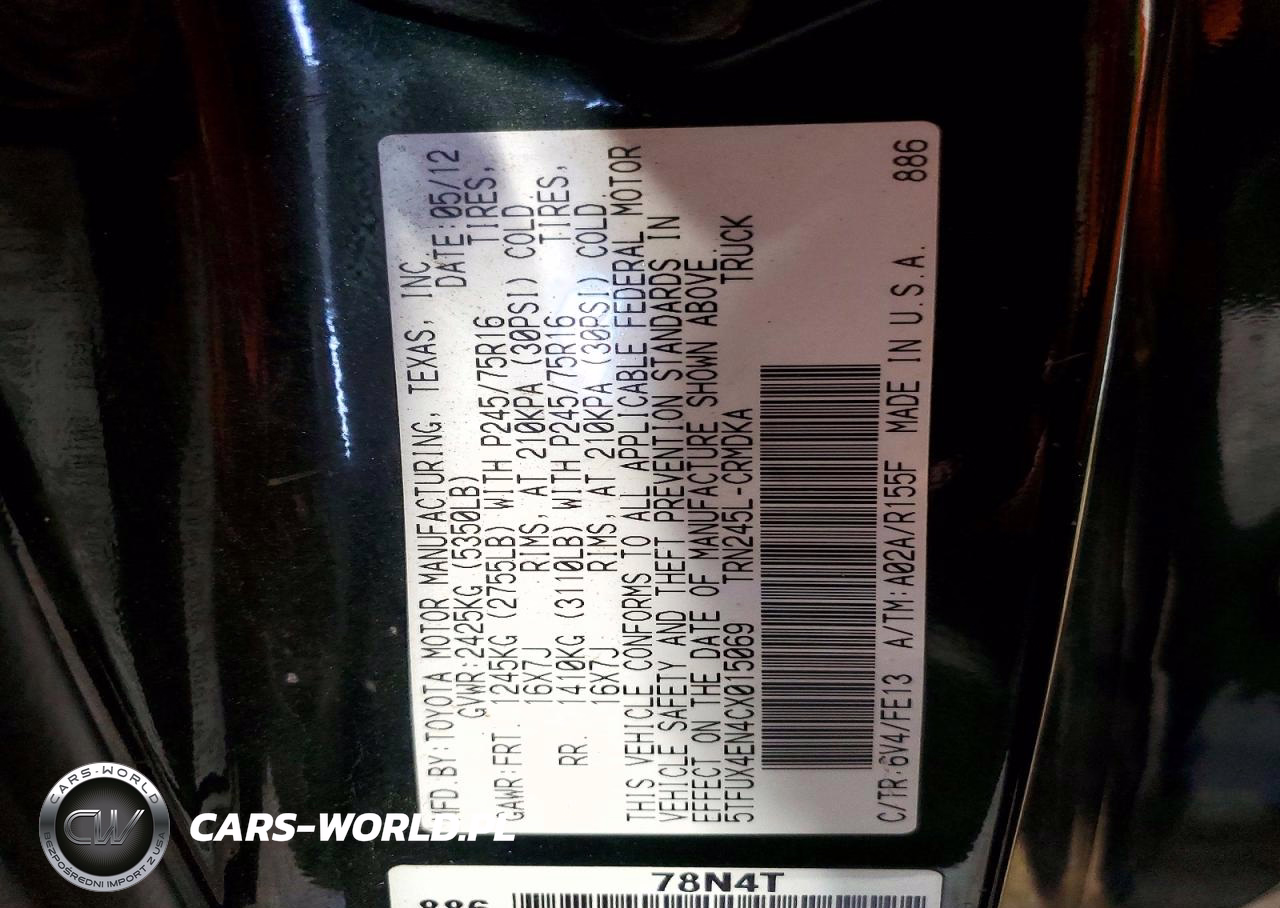 MFD.BY:TOYOTA MOTOR MANUFACTURING, TEXAS, INC
GVWR:2425KG (5350LB) DATE:05/12
GAWR:FRT. 1245KG (2755LB) WITH P245/75R16 TIRES,
16X7J RIMS, AT 210KPA (30PSI) COLD.
RR. 1410KG (3110LB) WITH P245/75R16 TIRES,
16X7J RIMS, AT 210KPA (30PSI) COLD.
THIS VEHICLE CONFORMS TO ALL APPLICABLE FEDERAL MOTOR
VEHICLE SAFETY AND THEFT PREVENTION STANDARDS IN
EFFECT ON THE DATE OF MANUFACTURE SHOWN ABOVE.
5TFUX4EN4CX015069 TRN245L-CRMDKA TRUCK
C/TR:6V4/FE13 A/TM:A02A/R155F MADE IN U.S.A. 886
78N4T
886
CARS-WORLD
CW
BEZPOŚREDNI IMPORT Z USA
CARS-WORLD.PL